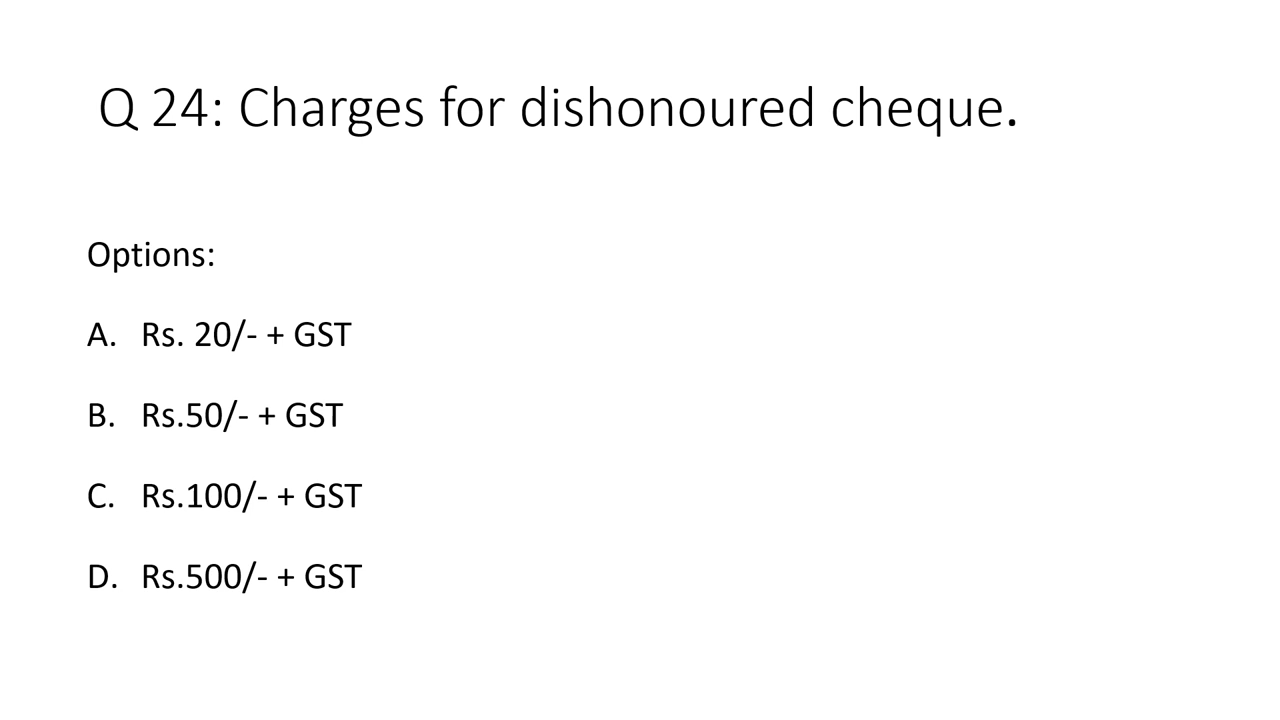 Q 24: Charges for dishonoured cheque.
Options:
A. Rs. 20/- + GST
B. Rs.50/- + GST
C. Rs.100/- + GST
D. Rs.500/- + GST